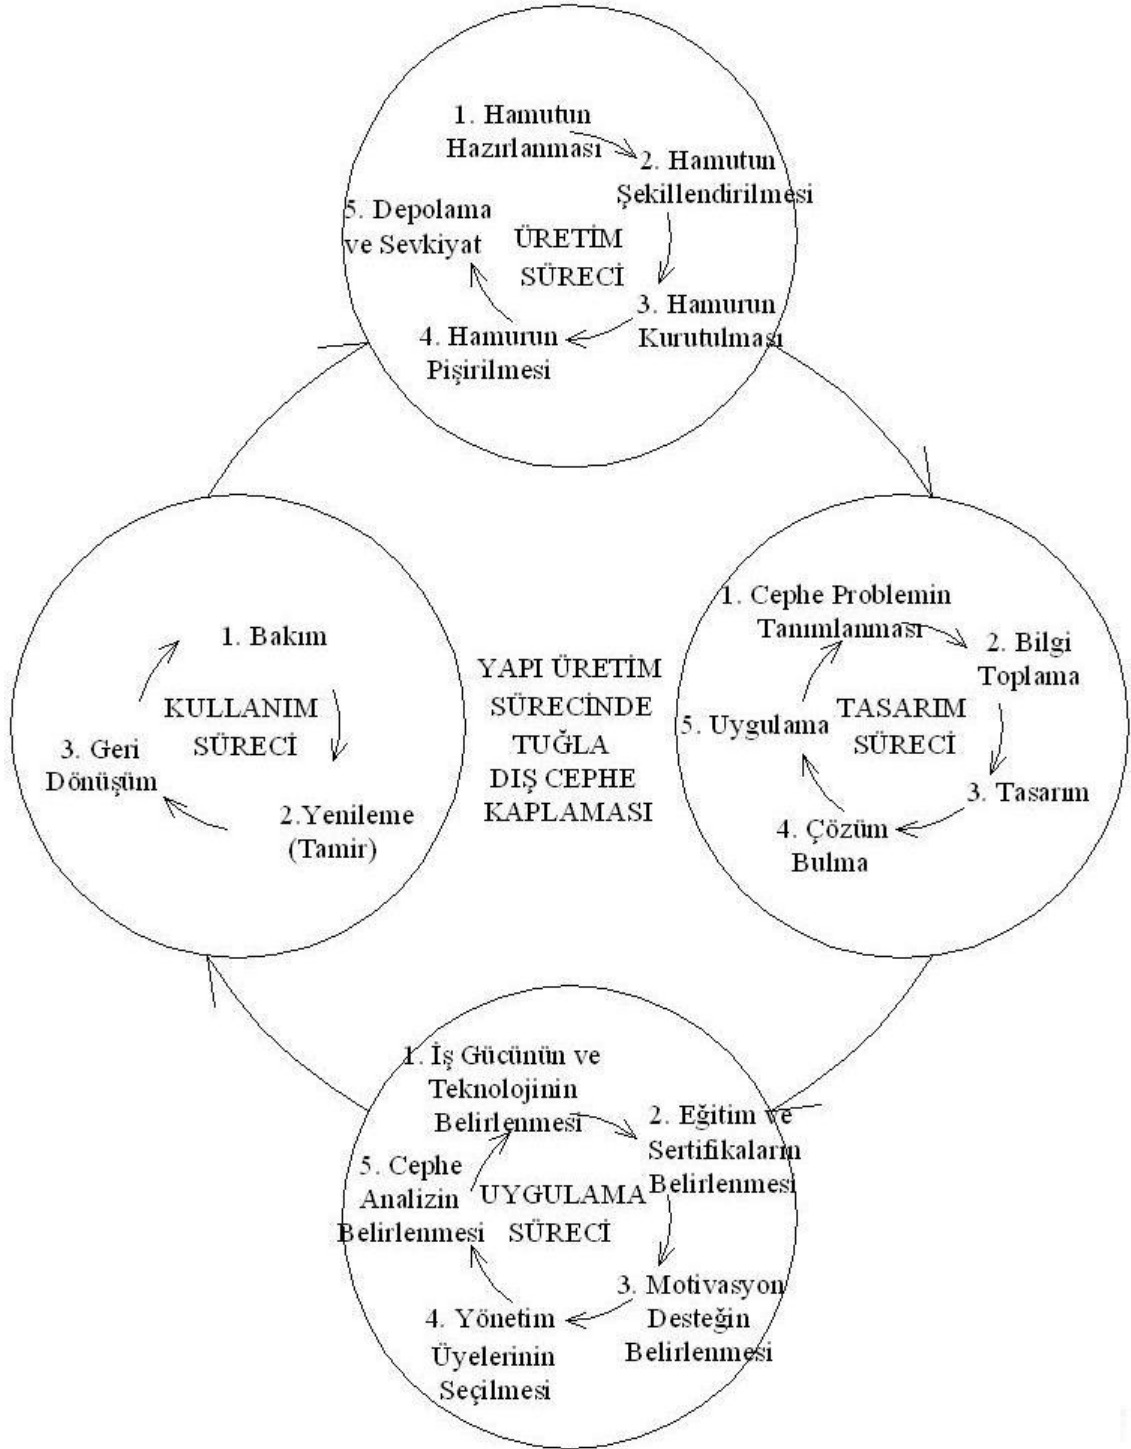 1. Hamutun
Hazırlanması
2. Hamutun
Şekillendirilmesi
3. Hamurun
Kurutulması
4. Hamurun
Pişirilmesi
5. Depolama
ve Sevkiyat
ÜRETİM
SÜRECİ
1. Cephe Problemin
Tanımlanması
2. Bilgi
Toplama
3. Tasarım
4. Çözüm
Bulma
5. Uygulama
TASARIM
SÜRECİ
1. İş Gücünün ve
Teknolojinin
Belirlenmesi
2. Eğitim ve
Sertifikaların
Belirlenmesi
3. Motivasyon
Desteğin
Belirlenmesi
4. Yönetim
Üyelerinin
Seçilmesi
5. Cephe
Analizin
Belirlenmesi
UYGULAMA
SÜRECİ
1. Bakım
2.Yenileme
(Tamir)
3. Geri
Dönüşüm
KULLANIM
SÜRECİ
YAPI ÜRETİM
SÜRECİNDE
TUĞLA
DIŞ CEPHE
KAPLAMASI